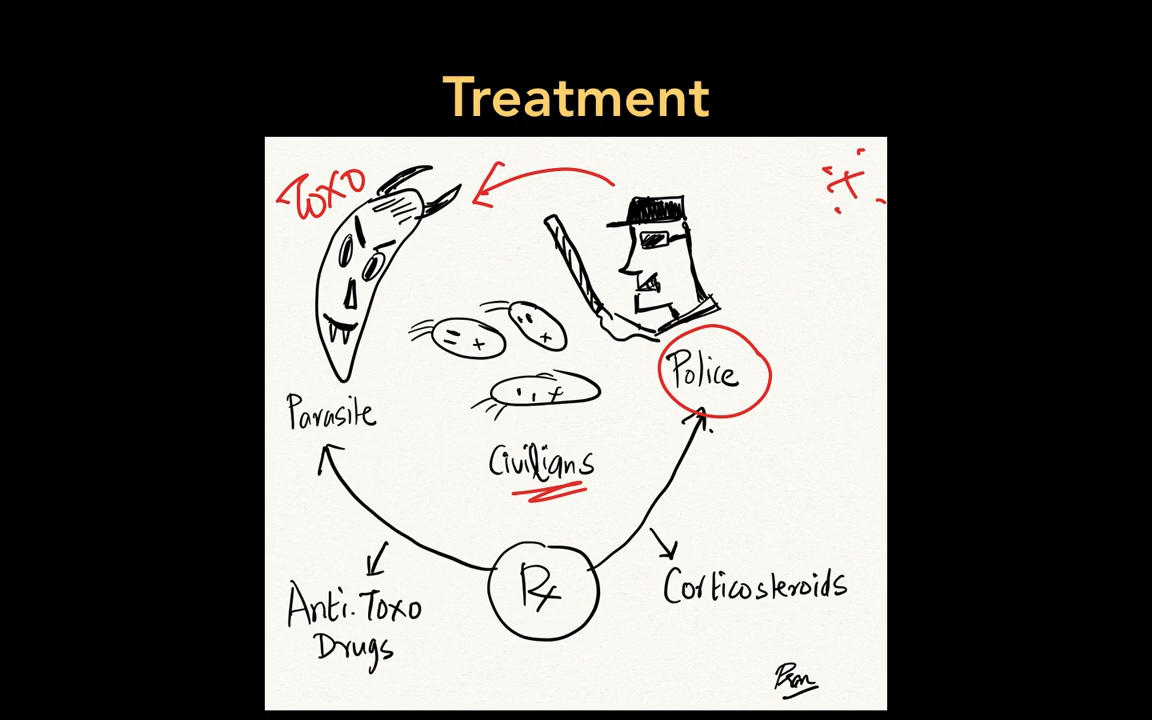 Treatment
Toxo
Police
Parasite
Civilians
Rx
Anti.Toxo
Drugs
Corticosteroids